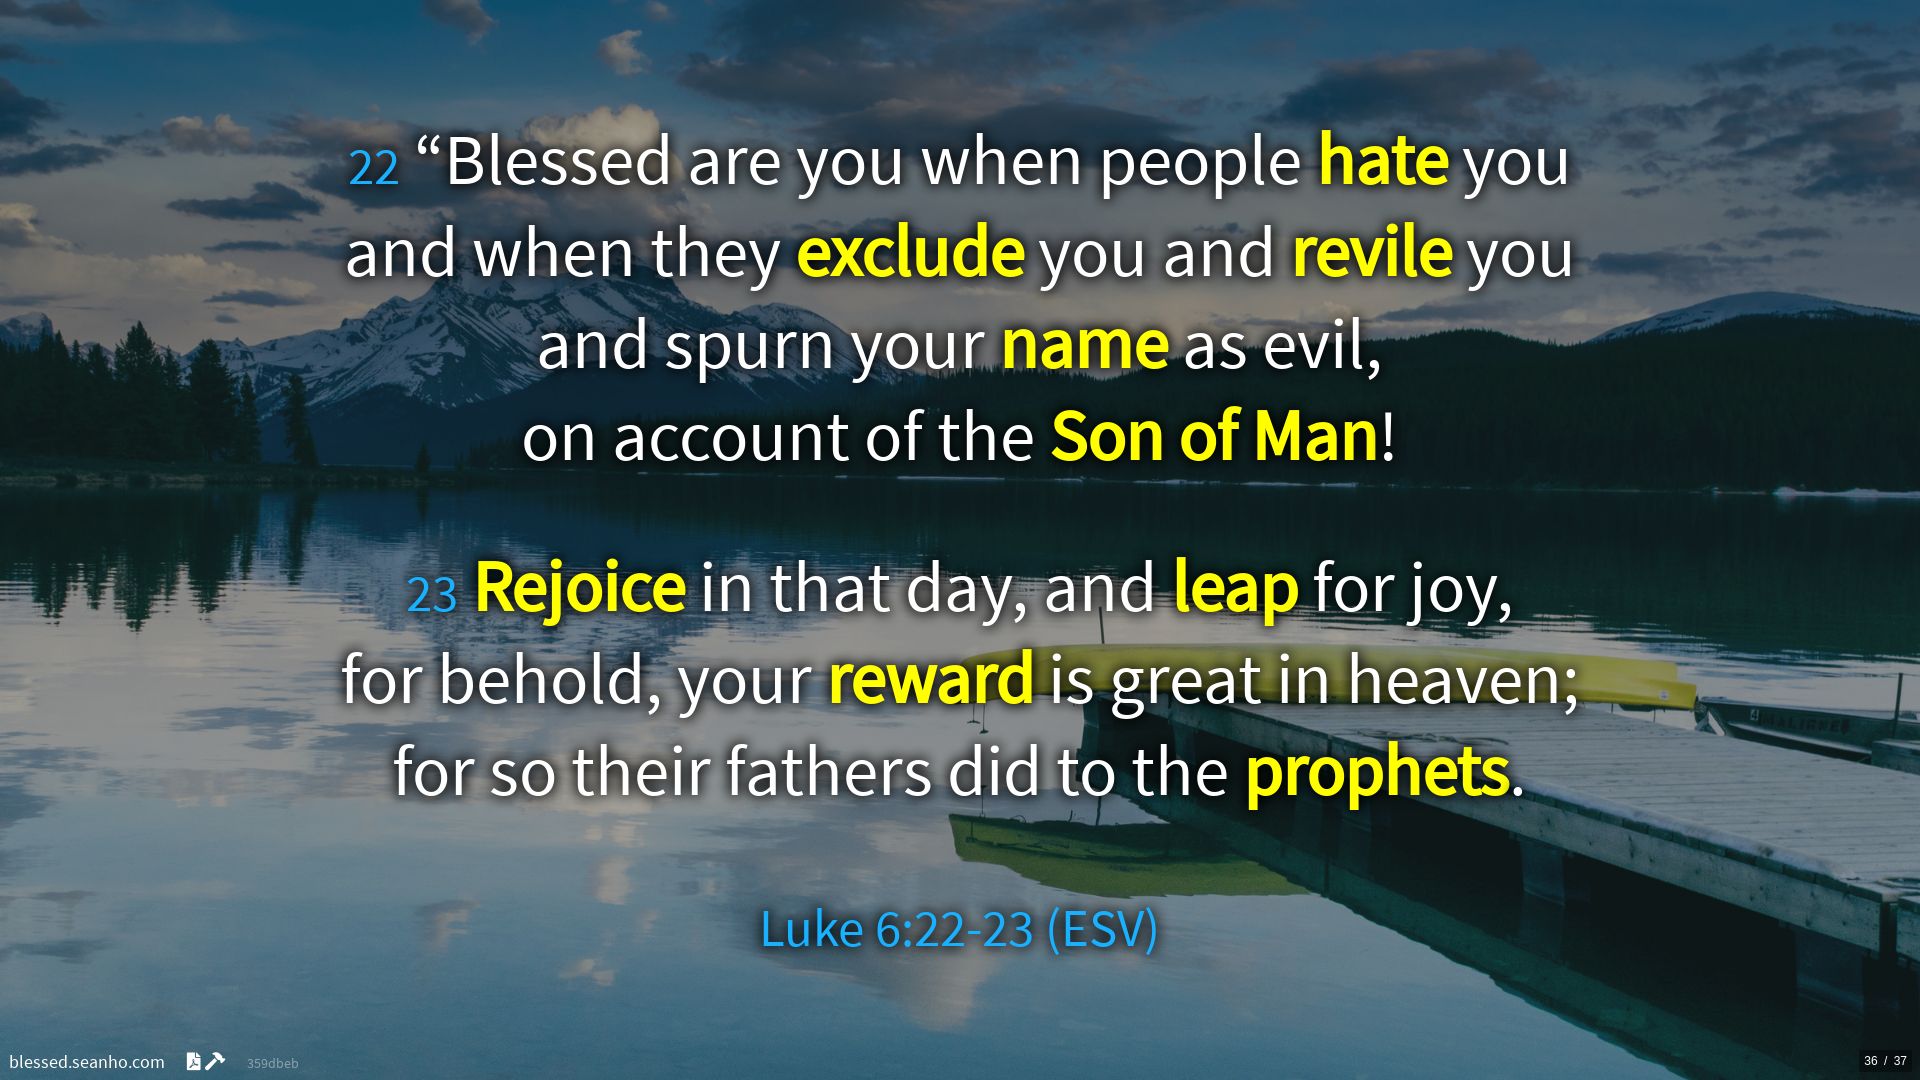 22 “Blessed are you when people hate you
and when they exclude you and revile you
and spurn your name as evil,
on account of the Son of Man!
23 Rejoice in that day, and leap for joy,
for behold, your reward is great in heaven;
for so their fathers did to the prophets.
Luke 6:22-23 (ESV)
blessed.seanho.com 359dbeb
36 / 37